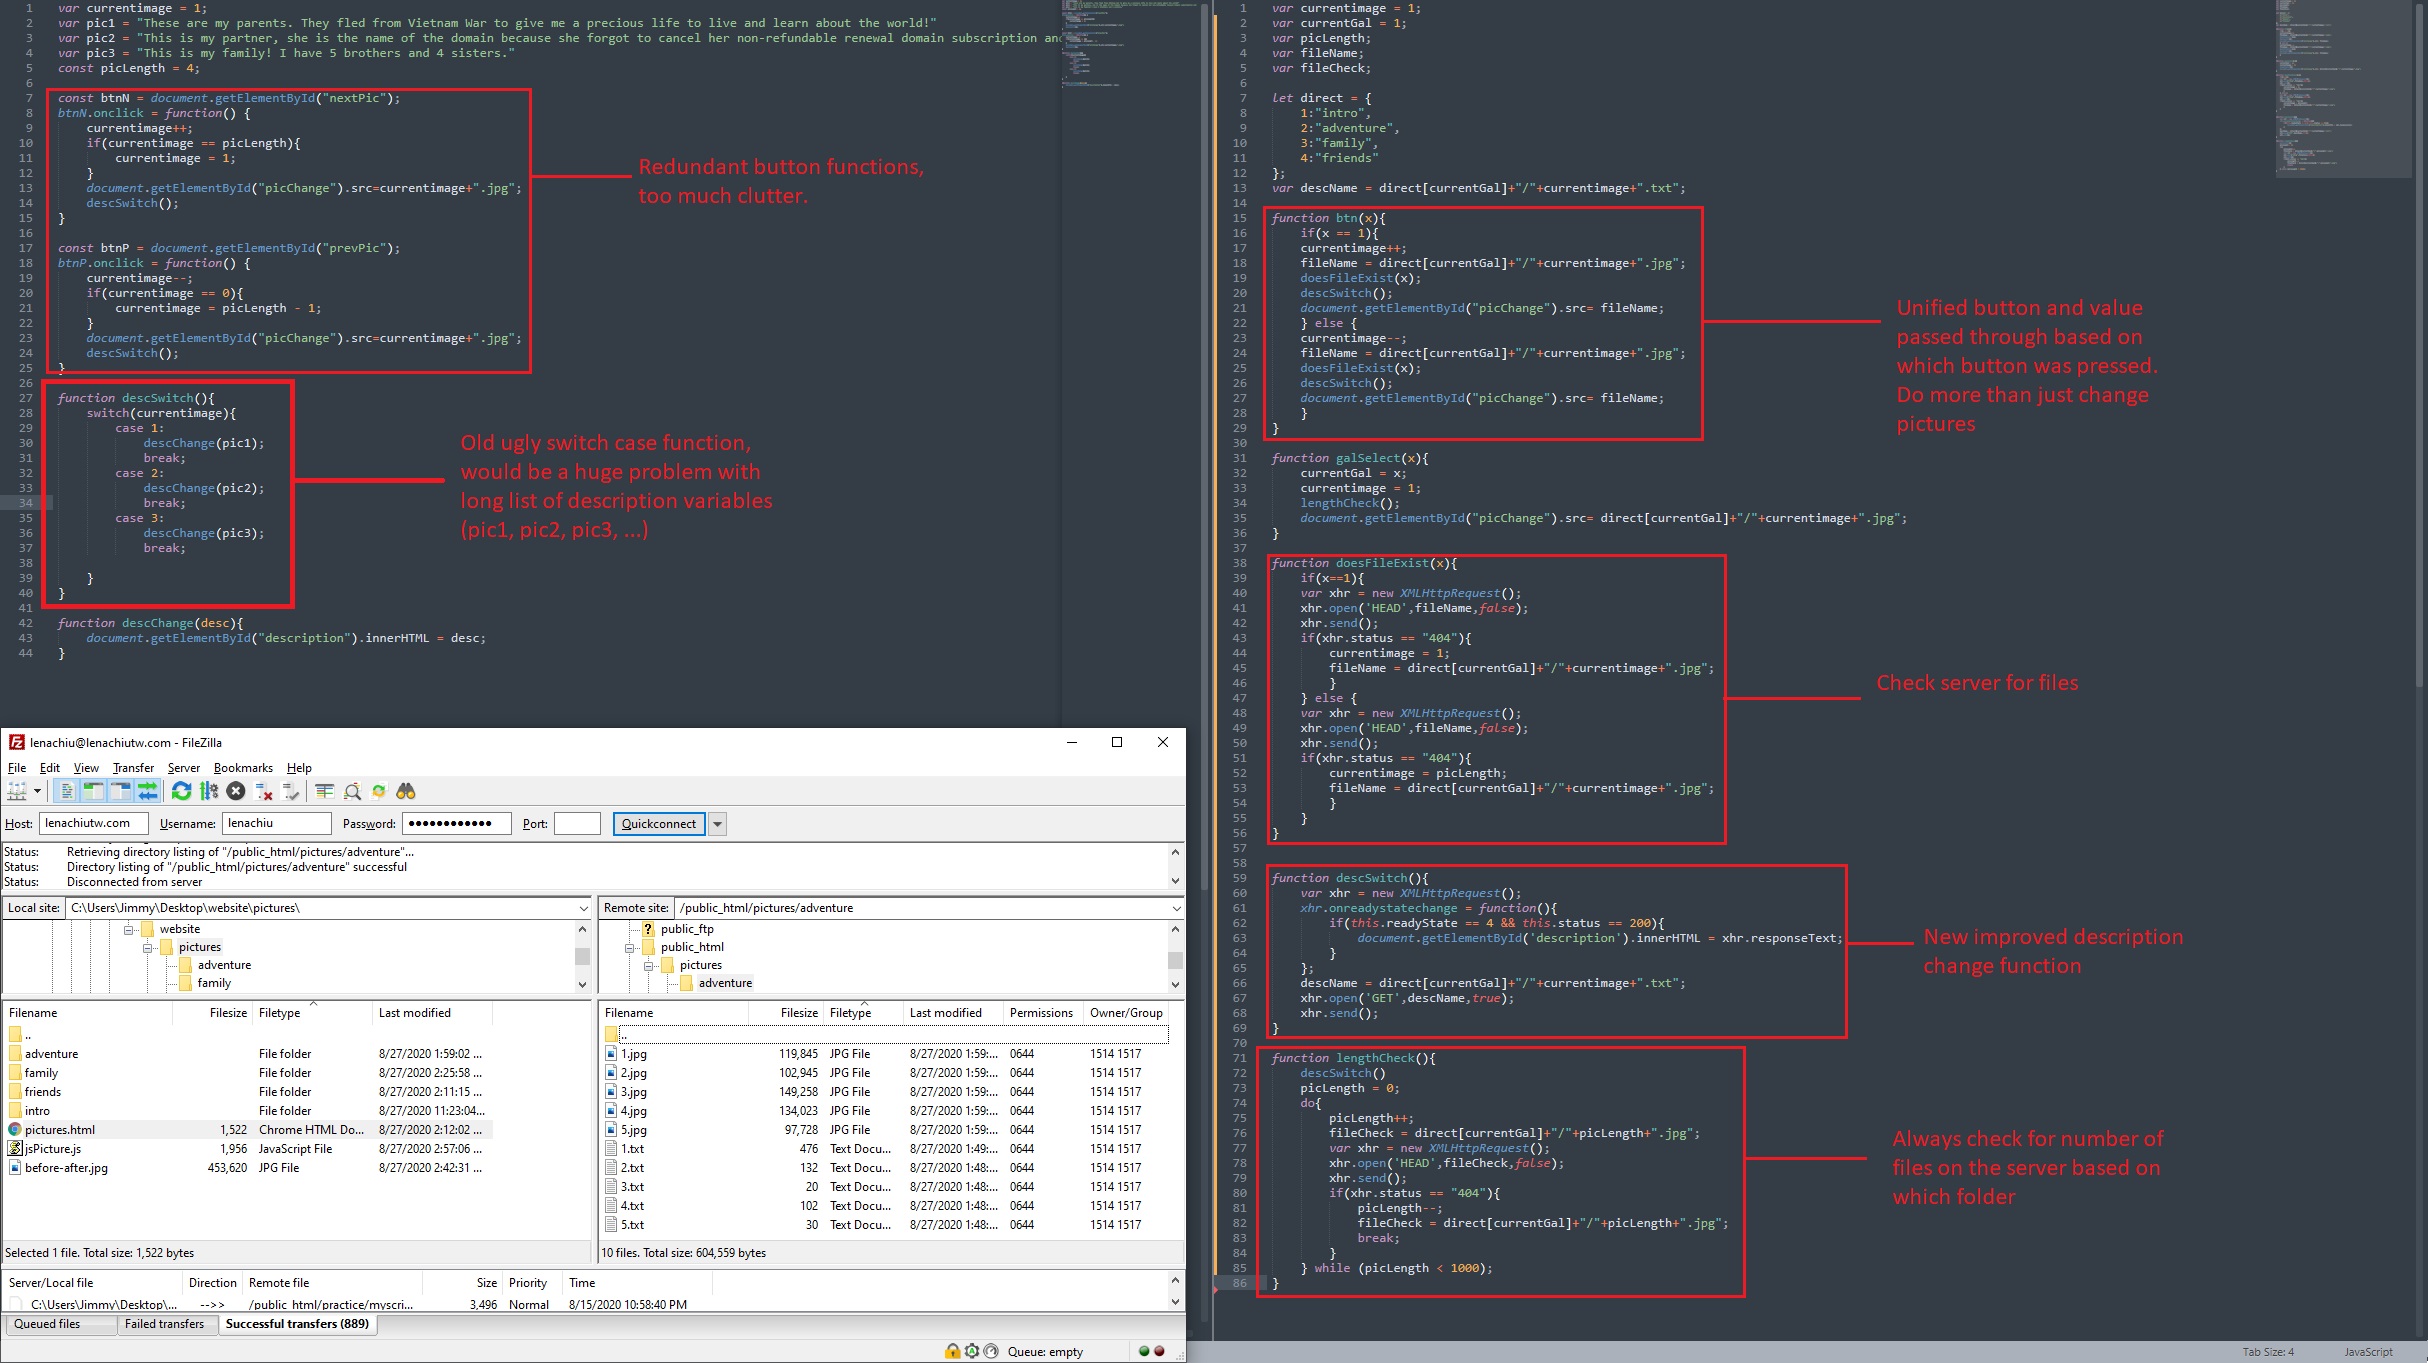 1 var currentimage = 1;
2 var pic1 = "These are my parents. They fled from Vietnam War to give me a precious life to live and learn about the world!"
3 var pic2 = "This is my partner, she is the name of the domain because she forgot to cancel her non-refundable renewal domain subscription an
4 var pic3 = "This is my family! I have 5 brothers and 4 sisters."
5 const picLength = 4;
6
7 const btnN = document.getElementById("nextPic");
8 btnN.onclick = function() {
9 currentimage++;
10 if(currentimage == picLength){
11 currentimage = 1;
12 }
13 document.getElementById("picChange").src=currentimage+".jpg";
14 descSwitch();
15 }
16
17 const btnP = document.getElementById("prevPic");
18 btnP.onclick = function() {
19 currentimage--;
20 if(currentimage == 0){
21 currentimage = picLength - 1;
22 }
23 document.getElementById("picChange").src=currentimage+".jpg";
24 descSwitch();
25 }
26
27 function descSwitch(){
28 switch(currentimage){
29 case 1:
30 descChange(pic1);
31 break;
32 case 2:
33 descChange(pic2);
34 break;
35 case 3:
36 descChange(pic3);
37 break;
38
39 }
40 }
41
42 function descChange(desc){
43 document.getElementById("description").innerHTML = desc;
44 }
Redundant button functions,
too much clutter.
Old ugly switch case function,
would be a huge problem with
long list of description variables
(pic1, pic2, pic3, ...)
lenachiu@lenachiutw.com - FileZilla
File Edit View Transfer Server Bookmarks Help
Host: lenachiutw.com Username: lenachiu Password: ●●●●●●●●●●●● Port: Quickconnect
Status: Retrieving directory listing of "/public_html/pictures/adventure"...
Status: Directory listing of "/public_html/pictures/adventure" successful
Status: Disconnected from server
Local site: C:\Users\Jimmy\Desktop\website\pictures\
website
pictures
adventure
family
Filename Filesize Filetype Last modified
..
adventure File folder 8/27/2020 1:59:02 ...
family File folder 8/27/2020 2:25:58 ...
friends File folder 8/27/2020 2:11:15 ...
intro File folder 8/27/2020 11:23:04...
pictures.html 1,522 Chrome HTML Do... 8/27/2020 2:12:02 ...
jsPicture.js 1,956 JavaScript File 8/27/2020 2:57:06 ...
before-after.jpg 453,620 JPG File 8/27/2020 2:42:31 ...
Selected 1 file. Total size: 1,522 bytes
Remote site: /public_html/pictures/adventure
public_ftp
public_html
pictures
adventure
Filename Filesize Filetype Last modified Permissions Owner/Group
..
1.jpg 119,845 JPG File 8/27/2020 1:59:... 0644 1514 1517
2.jpg 102,945 JPG File 8/27/2020 1:59:... 0644 1514 1517
3.jpg 149,258 JPG File 8/27/2020 1:59:... 0644 1514 1517
4.jpg 134,023 JPG File 8/27/2020 1:59:... 0644 1514 1517
5.jpg 97,728 JPG File 8/27/2020 1:59:... 0644 1514 1517
1.txt 476 Text Docu... 8/27/2020 1:49:... 0644 1514 1517
2.txt 132 Text Docu... 8/27/2020 1:48:... 0644 1514 1517
3.txt 20 Text Docu... 8/27/2020 1:48:... 0644 1514 1517
4.txt 102 Text Docu... 8/27/2020 1:48:... 0644 1514 1517
5.txt 30 Text Docu... 8/27/2020 1:48:... 0644 1514 1517
10 files. Total size: 604,559 bytes
Server/Local file Direction Remote file Size Priority Time
C:\Users\Jimmy\Desktop\... -->> /public_html/practice/myscri... 3,496 Normal 8/15/2020 10:58:40 PM
Queued files Failed transfers Successful transfers (889)
Queue: empty
1 var currentimage = 1;
2 var currentGal = 1;
3 var picLength;
4 var fileName;
5 var fileCheck;
6
7 let direct = {
8 1:"intro",
9 2:"adventure",
10 3:"family",
11 4:"friends"
12 };
13 var descName = direct[currentGal]+"/"+currentimage+".txt";
14
15 function btn(x){
16 if(x == 1){
17 currentimage++;
18 fileName = direct[currentGal]+"/"+currentimage+".jpg";
19 doesFileExist(x);
20 descSwitch();
21 document.getElementById("picChange").src= fileName;
22 } else {
23 currentimage--;
24 fileName = direct[currentGal]+"/"+currentimage+".jpg";
25 doesFileExist(x);
26 descSwitch();
27 document.getElementById("picChange").src= fileName;
28 }
29 }
30
31 function galSelect(x){
32 currentGal = x;
33 currentimage = 1;
34 lengthCheck();
35 document.getElementById("picChange").src= direct[currentGal]+"/"+currentimage+".jpg";
36 }
37
38 function doesFileExist(x){
39 if(x==1){
40 var xhr = new XMLHttpRequest();
41 xhr.open('HEAD',fileName,false);
42 xhr.send();
43 if(xhr.status == "404"){
44 currentimage = 1;
45 fileName = direct[currentGal]+"/"+currentimage+".jpg";
46 }
47 } else {
48 var xhr = new XMLHttpRequest();
49 xhr.open('HEAD',fileName,false);
50 xhr.send();
51 if(xhr.status == "404"){
52 currentimage = picLength;
53 fileName = direct[currentGal]+"/"+currentimage+".jpg";
54 }
55 }
56 }
57
58
59 function descSwitch(){
60 var xhr = new XMLHttpRequest();
61 xhr.onreadystatechange = function(){
62 if(this.readyState == 4 && this.status == 200){
63 document.getElementById('description').innerHTML = xhr.responseText;
64 }
65 };
66 descName = direct[currentGal]+"/"+currentimage+".txt";
67 xhr.open('GET',descName,true);
68 xhr.send();
69 }
70
71 function lengthCheck(){
72 descSwitch()
73 picLength = 0;
74 do{
75 picLength++;
76 fileCheck = direct[currentGal]+"/"+picLength+".jpg";
77 var xhr = new XMLHttpRequest();
78 xhr.open('HEAD',fileCheck,false);
79 xhr.send();
80 if(xhr.status == "404"){
81 picLength--;
82 fileCheck = direct[currentGal]+"/"+picLength+".jpg";
83 break;
84 }
85 } while (picLength < 1000);
86 }
Unified button and value
passed through based on
which button was pressed.
Do more than just change
pictures
Check server for files
New improved description
change function
Always check for number of
files on the server based on
which folder
Tab Size: 4 JavaScript